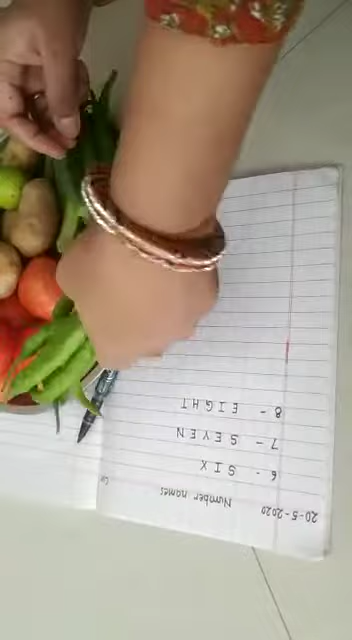 20-5-2020
Number names
6 - SIX
7 - SEVEN
8 - EIGHT